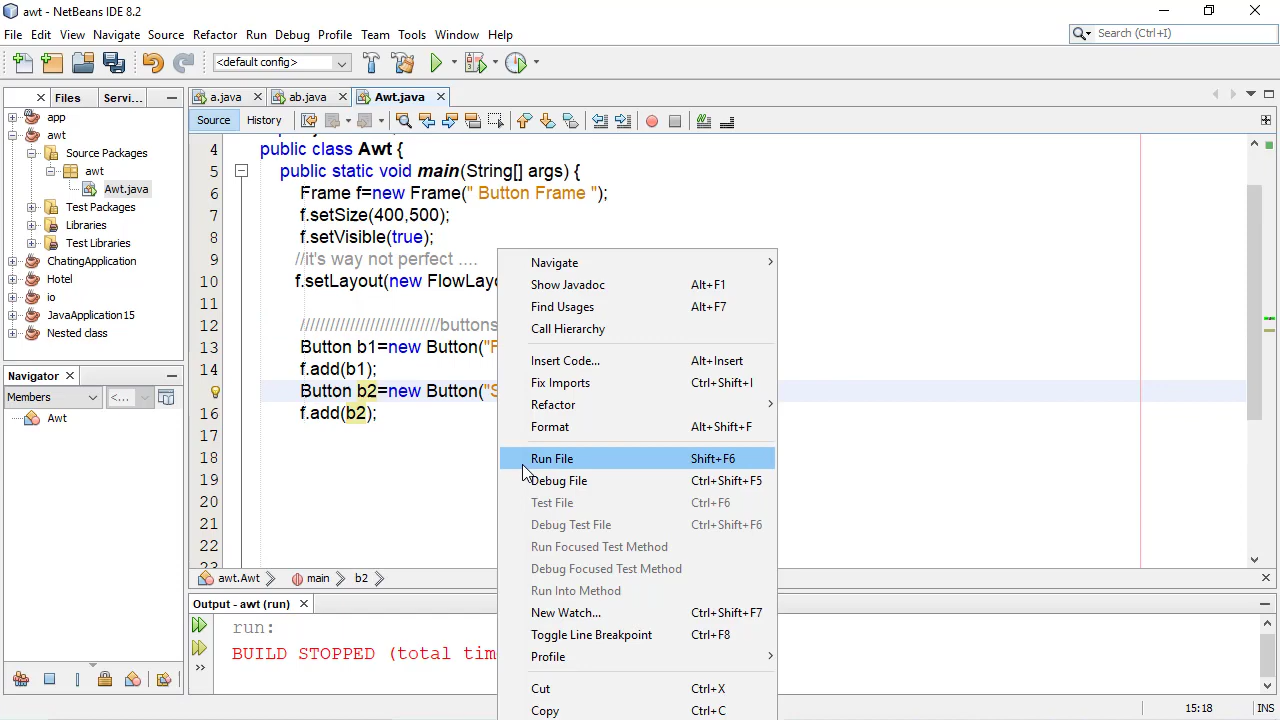 awt - NetBeans IDE 8.2
File Edit View Navigate Source Refactor Run Debug Profile Team Tools Window Help
Search (Ctrl+I)
<default config>
Files Servi...
a.java ab.java Awt.java
Source History
app
awt
Source Packages
awt
Awt.java
Test Packages
Libraries
Test Libraries
ChatingApplication
Hotel
io
JavaApplication15
Nested class
Navigator
Members <...
Awt
4 public class Awt {
5 public static void main(String[] args) {
6 Frame f=new Frame(" Button Frame ");
7 f.setSize(400,500);
8 f.setVisible(true);
9 //it's way not perfect ....
10 f.setLayout(new FlowLay
11
12 ////////////////////////////buttons
13 Button b1=new Button("F
14 f.add(b1);
Button b2=new Button("S
16 f.add(b2);
17
18
19
20
21
22
23
Navigate
Show Javadoc Alt+F1
Find Usages Alt+F7
Call Hierarchy
Insert Code... Alt+Insert
Fix Imports Ctrl+Shift+I
Refactor
Format Alt+Shift+F
Run File Shift+F6
Debug File Ctrl+Shift+F5
Test File Ctrl+F6
Debug Test File Ctrl+Shift+F6
Run Focused Test Method
Debug Focused Test Method
Run Into Method
New Watch... Ctrl+Shift+F7
Toggle Line Breakpoint Ctrl+F8
Profile
Cut Ctrl+X
Copy Ctrl+C
awt.Awt main b2
Output - awt (run)
run:
BUILD STOPPED (total tim
15:18 INS